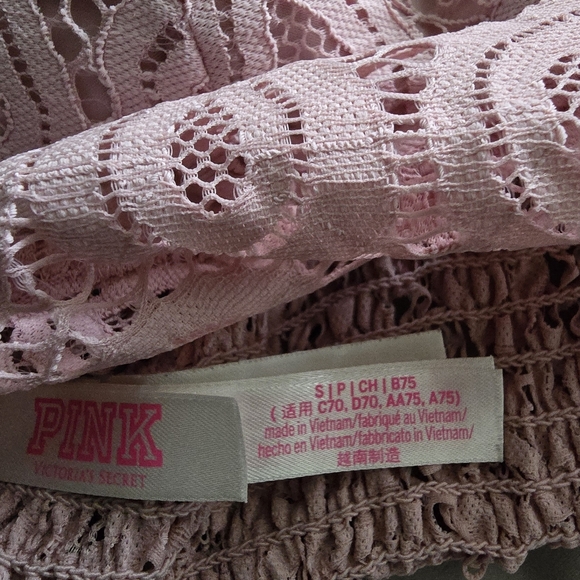 PINK
VICTORIA'S SECRET
S | P | CH | B75
( 适用 C70, D70, AA75, A75)
made in Vietnam/fabriqué au Vietnam/
hecho en Vietnam/fabbricato in Vietnam/
越南制造